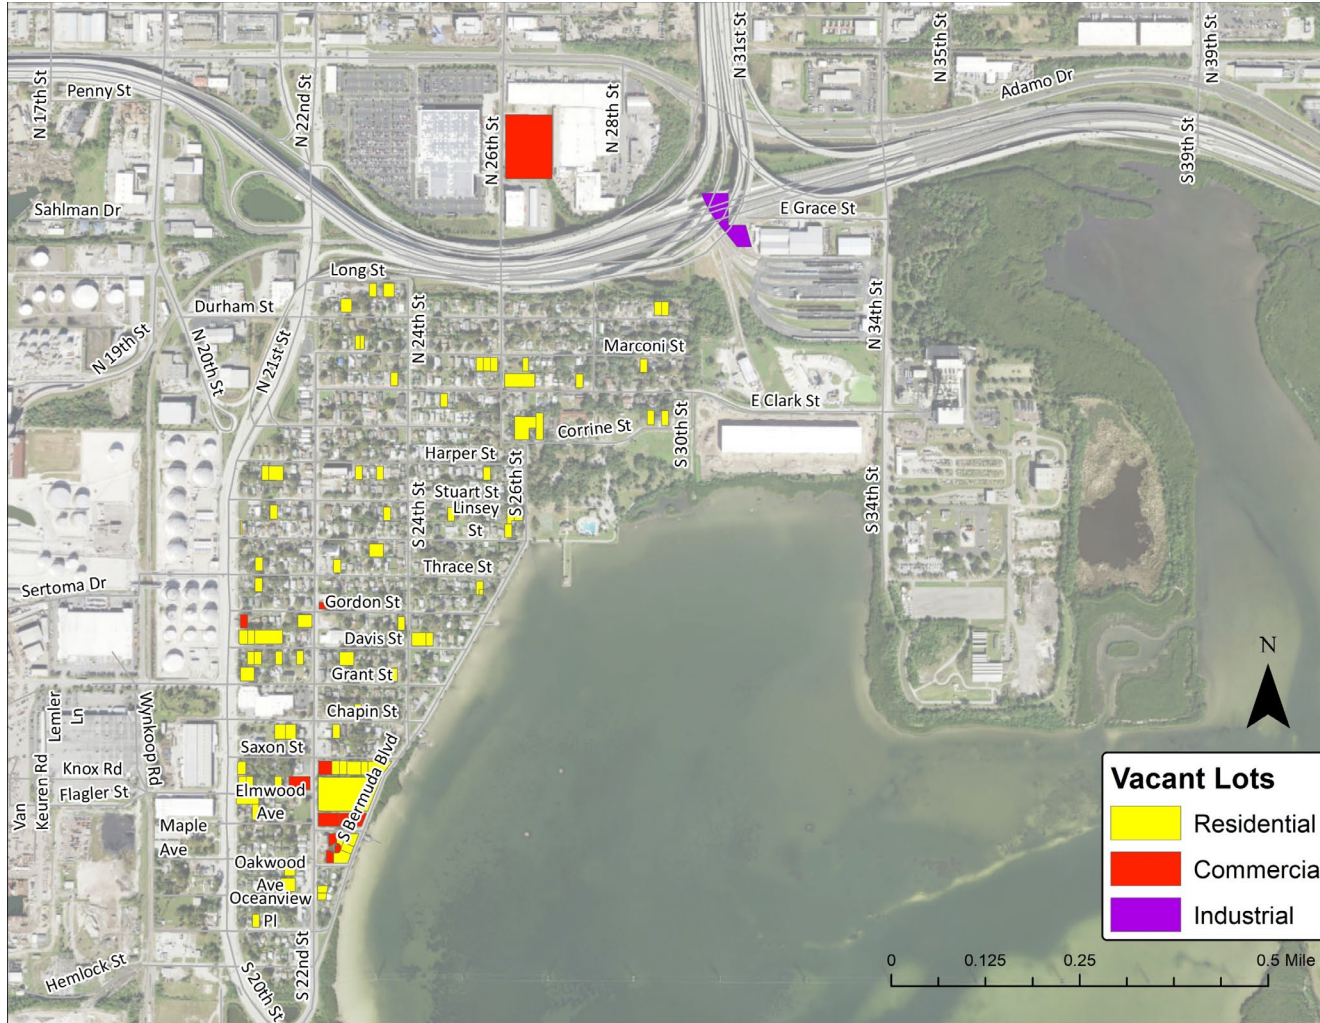 N 17th St
Penny St
N 22nd St
N 26th St
N 28th St
N 31st St
N 35th St
Adamo Dr
N 39th St
S 39th St
Sahlman Dr
E Grace St
Long St
Durham St
N 19th St
N 20th St
N 21st St
N 24th St
Marconi St
N 34th St
E Clark St
Corrine St
S 30th St
Harper St
S 26th St
Stuart St
Linsey
St
S 24th St
S 34th St
Thrace St
Sertoma Dr
Gordon St
Davis St
Grant St
Chapin St
Lemler
Ln
Wynkoop Rd
Saxon St
S Bermuda Blvd
Knox Rd
Flagler St
Van
Keuren Rd
Elmwood
Ave
Maple
Ave
Oakwood
Ave
Oceanview
Pl
Hemlock St
S 20th St
S 22nd St
N
Vacant Lots
Residential
Commercia
Industrial
0 0.125 0.25 0.5 Mile